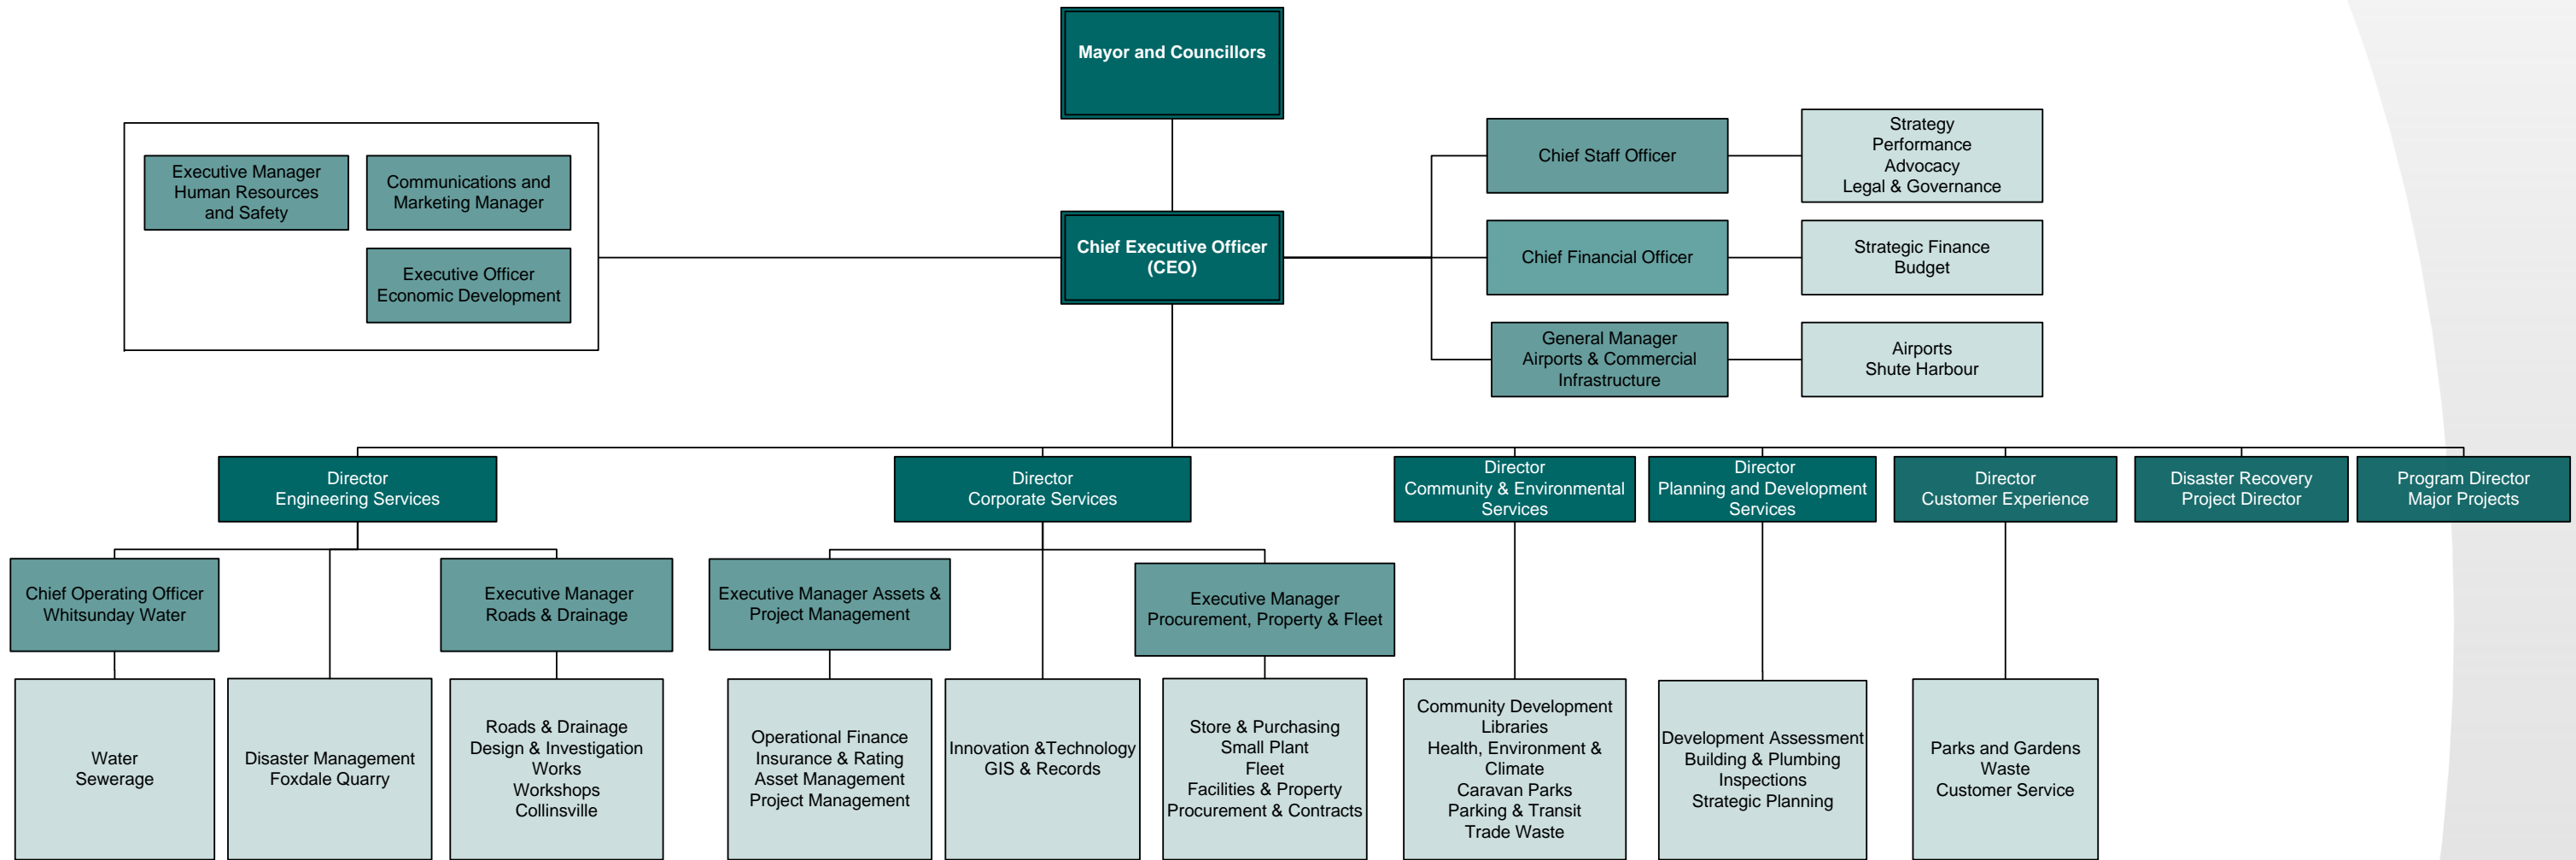 Mayor and Councillors
Executive Manager
Human Resources
and Safety
Communications and
Marketing Manager
Executive Officer
Economic Development
Chief Executive Officer
(CEO)
Chief Staff Officer
Strategy
Performance
Advocacy
Legal & Governance
Chief Financial Officer
Strategic Finance
Budget
General Manager
Airports & Commercial
Infrastructure
Airports
Shute Harbour
Director
Engineering Services
Director
Corporate Services
Director
Community & Environmental
Services
Director
Planning and Development
Services
Director
Customer Experience
Disaster Recovery
Project Director
Program Director
Major Projects
Chief Operating Officer
Whitsunday Water
Executive Manager
Roads & Drainage
Executive Manager Assets &
Project Management
Executive Manager
Procurement, Property & Fleet
Water
Sewerage
Disaster Management
Foxdale Quarry
Roads & Drainage
Design & Investigation
Works
Workshops
Collinsville
Operational Finance
Insurance & Rating
Asset Management
Project Management
Innovation &Technology
GIS & Records
Store & Purchasing
Small Plant
Fleet
Facilities & Property
Procurement & Contracts
Community Development
Libraries
Health, Environment &
Climate
Caravan Parks
Parking & Transit
Trade Waste
Development Assessment
Building & Plumbing
Inspections
Strategic Planning
Parks and Gardens
Waste
Customer Service